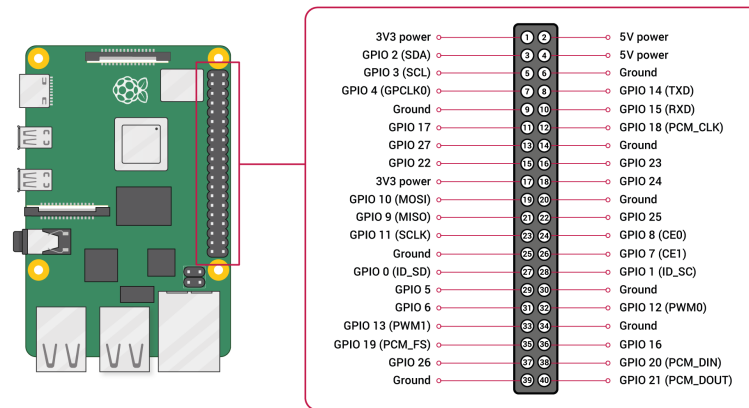 3V3 power 1 2 5V power
GPIO 2 (SDA) 3 4 5V power
GPIO 3 (SCL) 5 6 Ground
GPIO 4 (GPCLK0) 7 8 GPIO 14 (TXD)
Ground 9 10 GPIO 15 (RXD)
GPIO 17 11 12 GPIO 18 (PCM_CLK)
GPIO 27 13 14 Ground
GPIO 22 15 16 GPIO 23
3V3 power 17 18 GPIO 24
GPIO 10 (MOSI) 19 20 Ground
GPIO 9 (MISO) 21 22 GPIO 25
GPIO 11 (SCLK) 23 24 GPIO 8 (CE0)
Ground 25 26 GPIO 7 (CE1)
GPIO 0 (ID_SD) 27 28 GPIO 1 (ID_SC)
GPIO 5 29 30 Ground
GPIO 6 31 32 GPIO 12 (PWM0)
GPIO 13 (PWM1) 33 34 Ground
GPIO 19 (PCM_FS) 35 36 GPIO 16
GPIO 26 37 38 GPIO 20 (PCM_DIN)
Ground 39 40 GPIO 21 (PCM_DOUT)